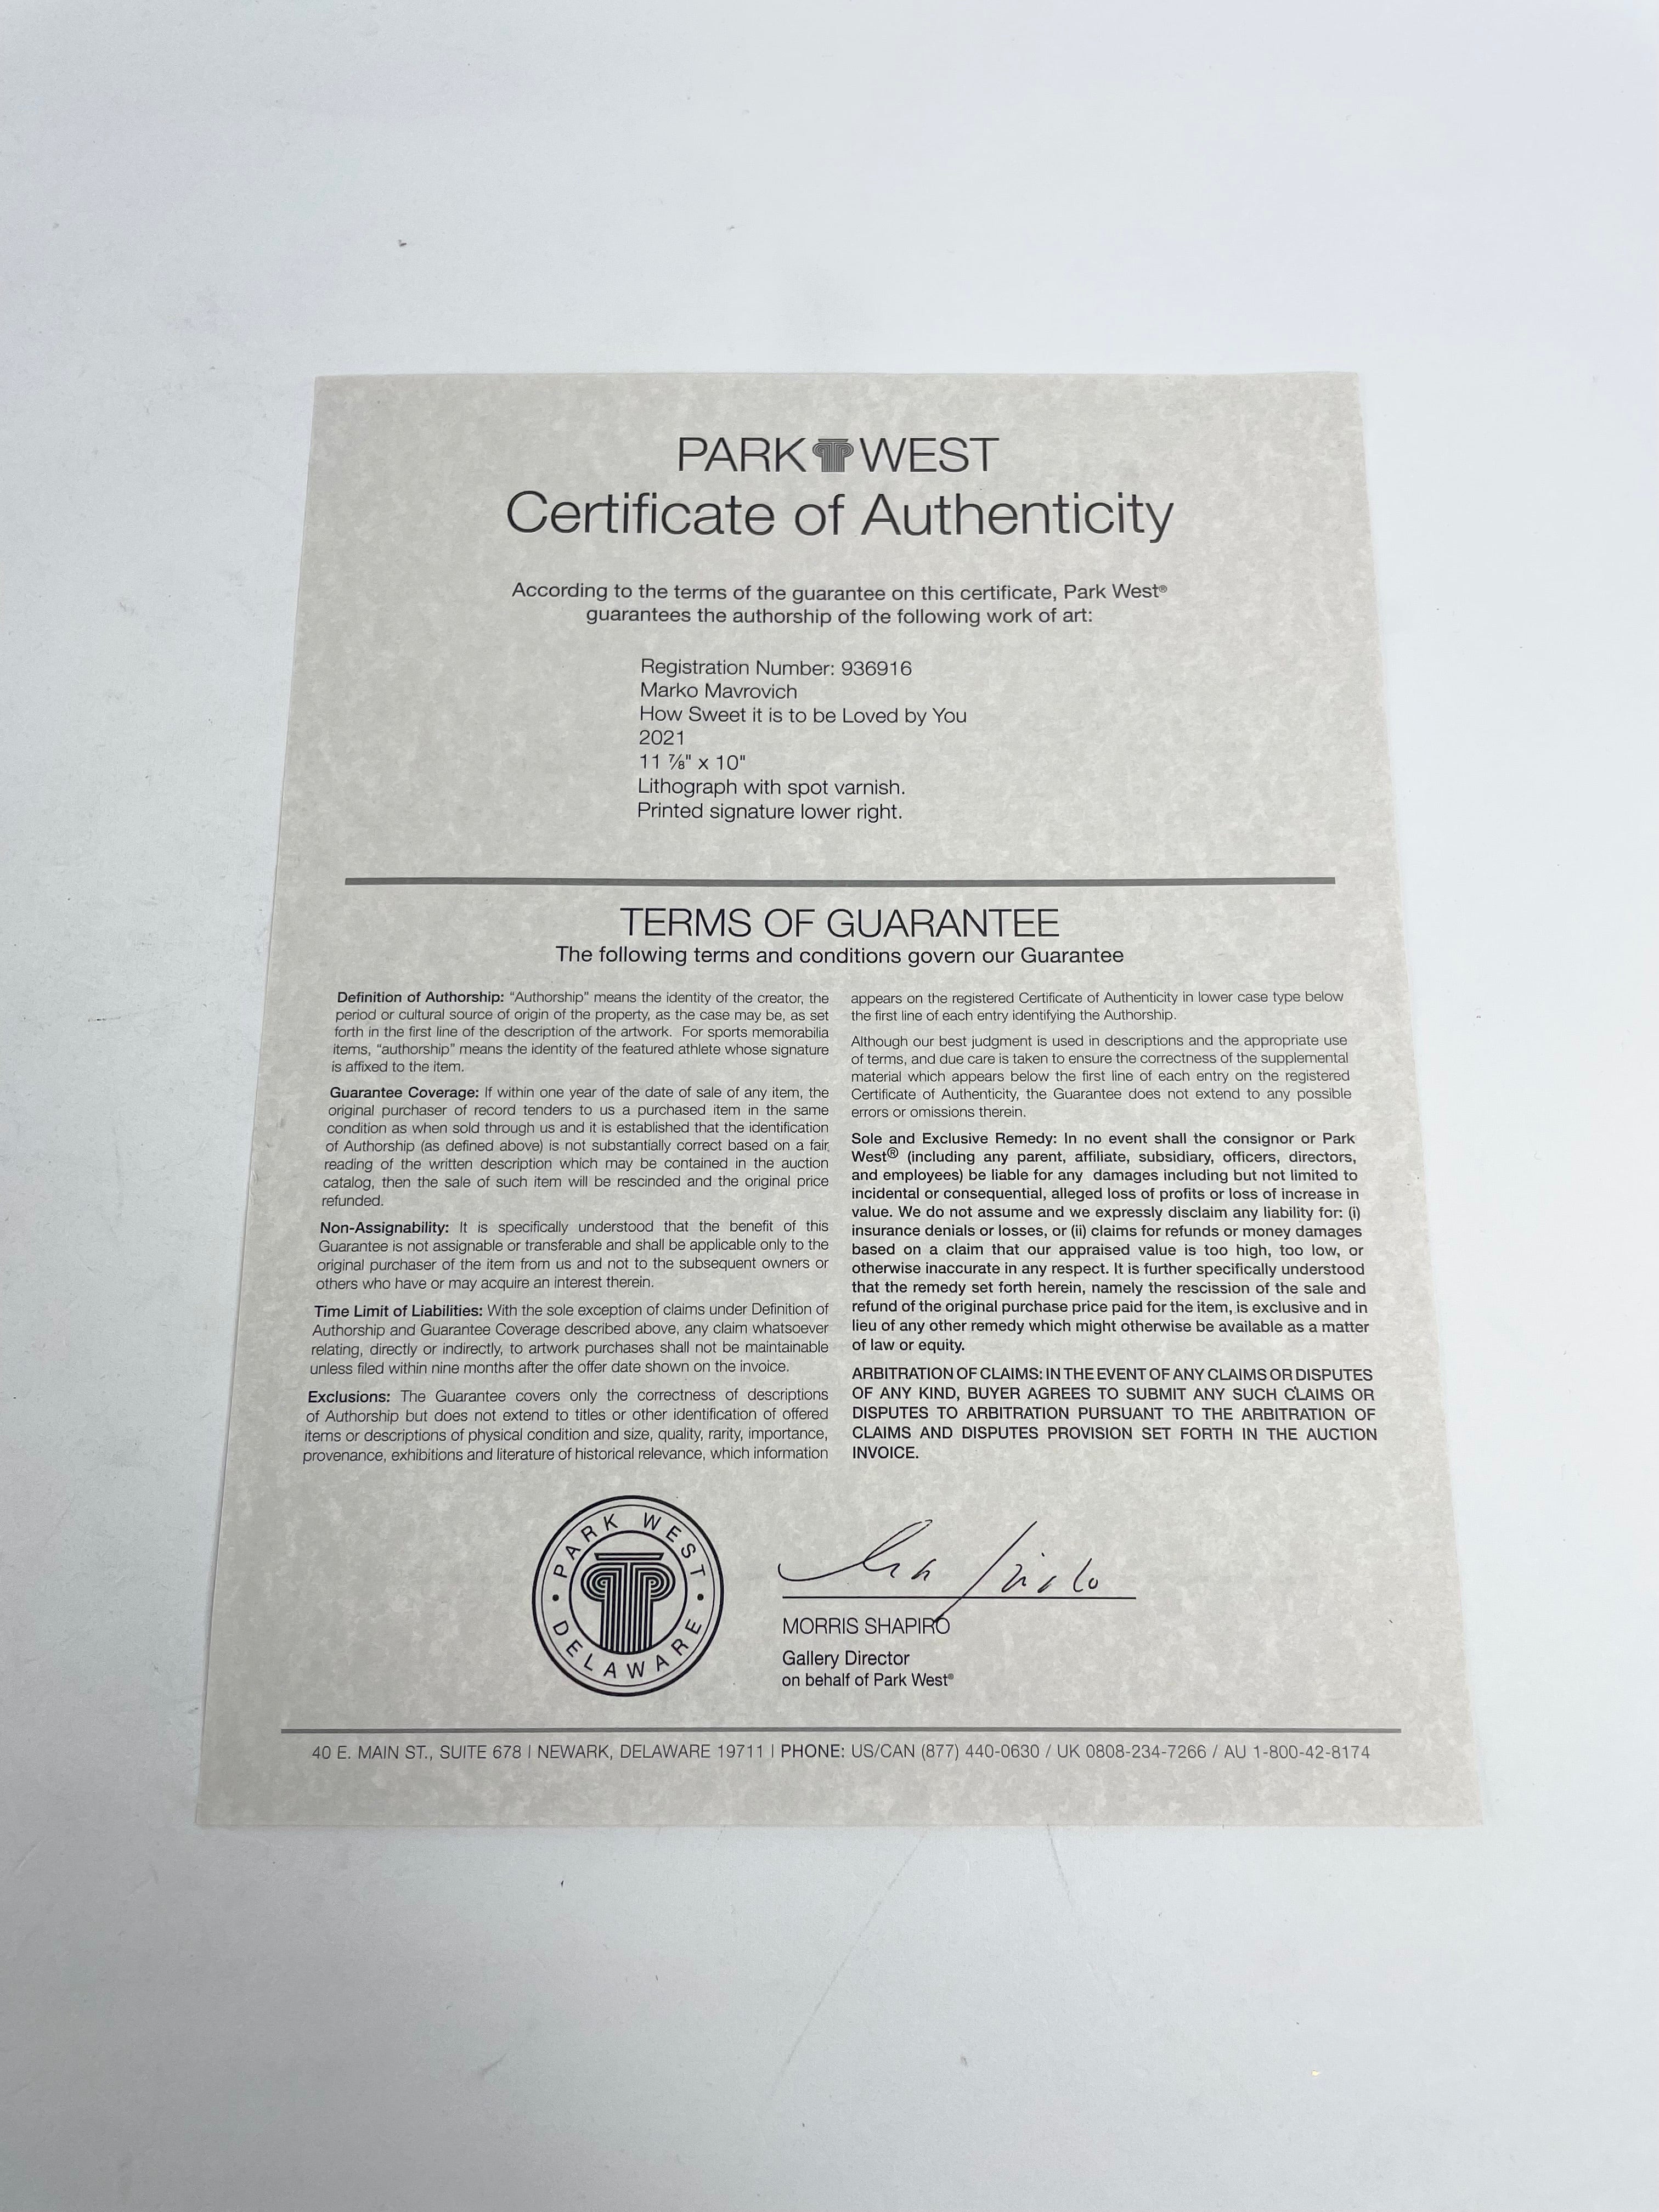 PARK WEST
Certificate of Authenticity
According to the terms of the guarantee on this certificate, Park West®
guarantees the authorship of the following work of art:
Registration Number: 936916
Marko Mavrovich
How Sweet it is to be Loved by You
2021
11 ⅞" x 10"
Lithograph with spot varnish.
Printed signature lower right.
TERMS OF GUARANTEE
The following terms and conditions govern our Guarantee
Definition of Authorship: “Authorship” means the identity of the creator, the
period or cultural source of origin of the property, as the case may be, as set
forth in the first line of the description of the artwork. For sports memorabilia
items, “authorship” means the identity of the featured athlete whose signature
is affixed to the item.
Guarantee Coverage: If within one year of the date of sale of any item, the
original purchaser of record tenders to us a purchased item in the same
condition as when sold through us and it is established that the identification
of Authorship (as defined above) is not substantially correct based on a fair
reading of the written description which may be contained in the auction
catalog, then the sale of such item will be rescinded and the original price
refunded.
Non-Assignability: It is specifically understood that the benefit of this
Guarantee is not assignable or transferable and shall be applicable only to the
original purchaser of the item from us and not to the subsequent owners or
others who have or may acquire an interest therein.
Time Limit of Liabilities: With the sole exception of claims under Definition of
Authorship and Guarantee Coverage described above, any claim whatsoever
relating, directly or indirectly, to artwork purchases shall not be maintainable
unless filed within nine months after the offer date shown on the invoice.
Exclusions: The Guarantee covers only the correctness of descriptions
of Authorship but does not extend to titles or other identification of offered
items or descriptions of physical condition and size, quality, rarity, importance,
provenance, exhibitions and literature of historical relevance, which information
appears on the registered Certificate of Authenticity in lower case type below
the first line of each entry identifying the Authorship.
Although our best judgment is used in descriptions and the appropriate use
of terms, and due care is taken to ensure the correctness of the supplemental
material which appears below the first line of each entry on the registered
Certificate of Authenticity, the Guarantee does not extend to any possible
errors or omissions therein.
Sole and Exclusive Remedy: In no event shall the consignor or Park
West® (including any parent, affiliate, subsidiary, officers, directors,
and employees) be liable for any damages including but not limited to
incidental or consequential, alleged loss of profits or loss of increase in
value. We do not assume and we expressly disclaim any liability for: (i)
insurance denials or losses, or (ii) claims for refunds or money damages
based on a claim that our appraised value is too high, too low, or
otherwise inaccurate in any respect. It is further specifically understood
that the remedy set forth herein, namely the rescission of the sale and
refund of the original purchase price paid for the item, is exclusive and in
lieu of any other remedy which might otherwise be available as a matter
of law or equity.
ARBITRATION OF CLAIMS: IN THE EVENT OF ANY CLAIMS OR DISPUTES
OF ANY KIND, BUYER AGREES TO SUBMIT ANY SUCH CLAIMS OR
DISPUTES TO ARBITRATION PURSUANT TO THE ARBITRATION OF
CLAIMS AND DISPUTES PROVISION SET FORTH IN THE AUCTION
INVOICE.
PARK WEST
DELAWARE
MORRIS SHAPIRO
Gallery Director
on behalf of Park West®
40 E. MAIN ST., SUITE 678 | NEWARK, DELAWARE 19711 | PHONE: US/CAN (877) 440-0630 / UK 0808-234-7266 / AU 1-800-42-8174